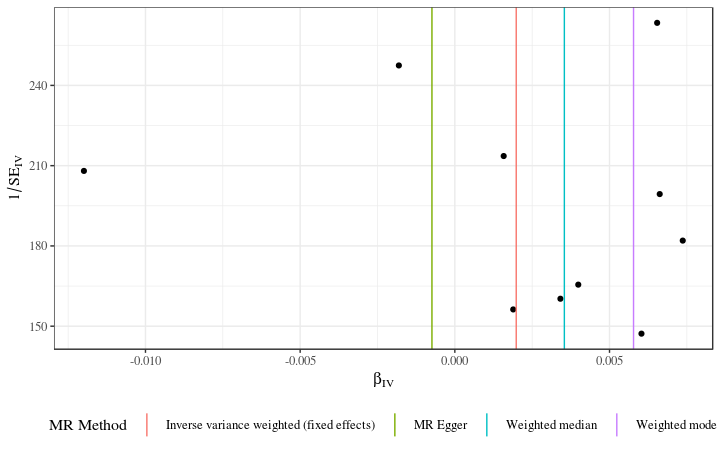 240
210
180
150
1/SE_IV
-0.010 -0.005 0.000 0.005
β_IV
MR Method Inverse variance weighted (fixed effects) MR Egger Weighted median Weighted mode